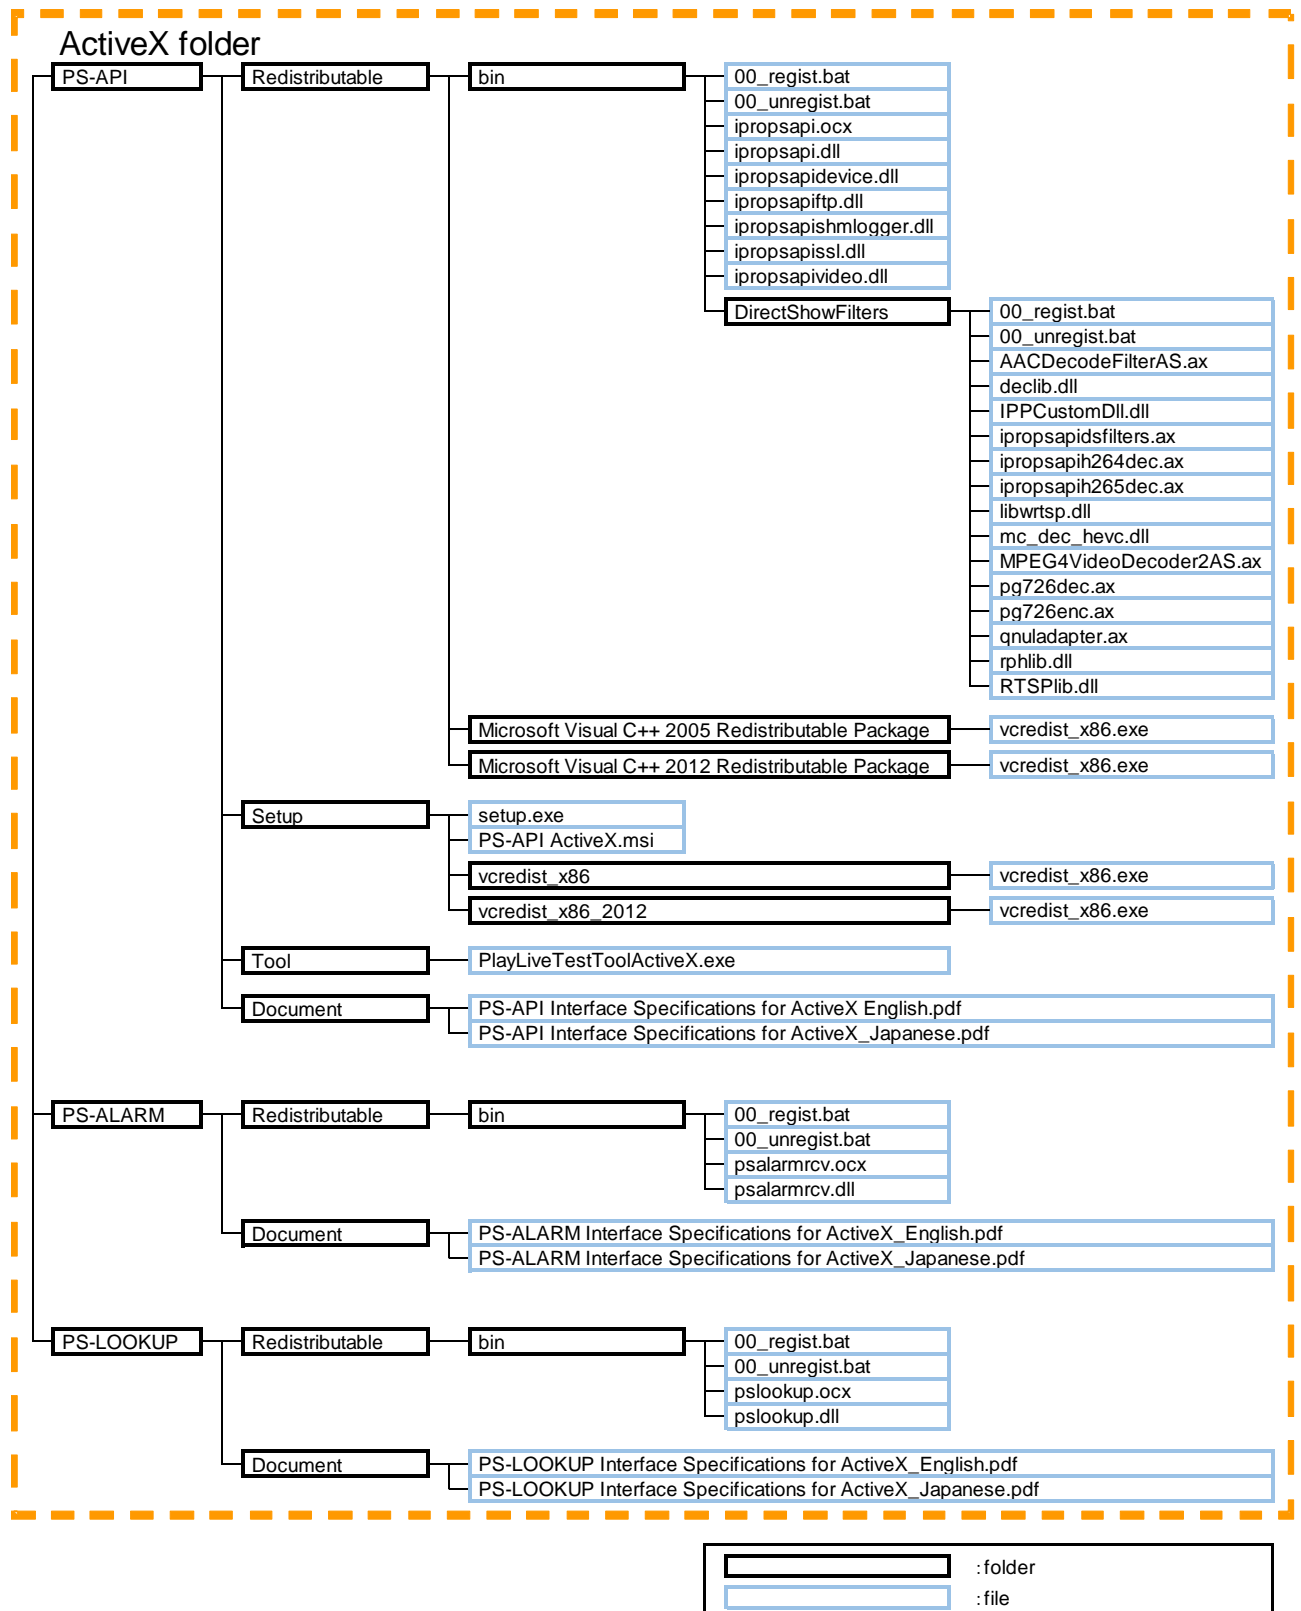 ActiveX folder
PS-API
Redistributable
bin
00_regist.bat
00_unregist.bat
ipropsapi.ocx
ipropsapi.dll
ipropsapidevice.dll
ipropsapiftp.dll
ipropsapishmlogger.dll
ipropsapissl.dll
ipropsapivideo.dll
DirectShowFilters
00_regist.bat
00_unregist.bat
AACDecodeFilterAS.ax
declib.dll
IPPCustomDll.dll
ipropsapidsfilters.ax
ipropsapih264dec.ax
ipropsapih265dec.ax
libwrtsp.dll
mc_dec_hevc.dll
MPEG4VideoDecoder2AS.ax
pg726dec.ax
pg726enc.ax
qnuladapter.ax
rphlib.dll
RTSPlib.dll
Microsoft Visual C++ 2005 Redistributable Package
vcredist_x86.exe
Microsoft Visual C++ 2012 Redistributable Package
vcredist_x86.exe
Setup
setup.exe
PS-API ActiveX.msi
vcredist_x86
vcredist_x86.exe
vcredist_x86_2012
vcredist_x86.exe
Tool
PlayLiveTestToolActiveX.exe
Document
PS-API Interface Specifications for ActiveX English.pdf
PS-API Interface Specifications for ActiveX_Japanese.pdf
PS-ALARM
Redistributable
bin
00_regist.bat
00_unregist.bat
psalarmrcv.ocx
psalarmrcv.dll
Document
PS-ALARM Interface Specifications for ActiveX_English.pdf
PS-ALARM Interface Specifications for ActiveX_Japanese.pdf
PS-LOOKUP
Redistributable
bin
00_regist.bat
00_unregist.bat
pslookup.ocx
pslookup.dll
Document
PS-LOOKUP Interface Specifications for ActiveX_English.pdf
PS-LOOKUP Interface Specifications for ActiveX_Japanese.pdf
:folder
:file